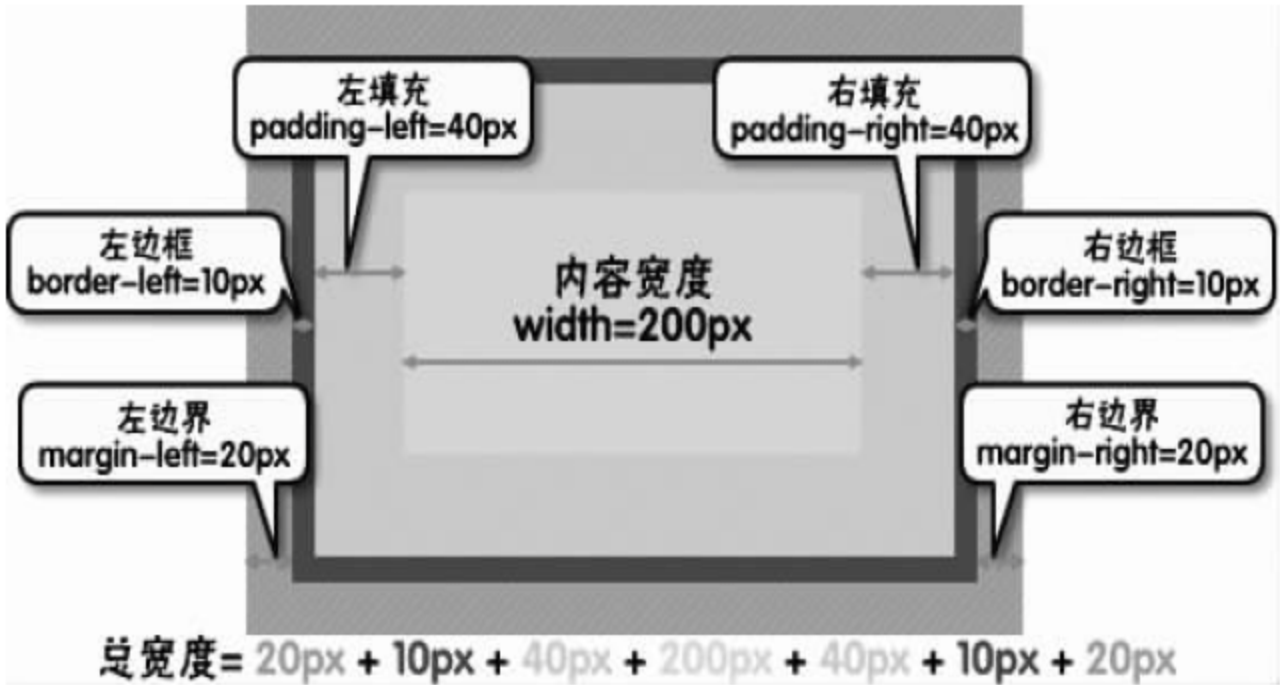 左填充
padding-left=40px
右填充
padding-right=40px
左边框
border-left=10px
内容宽度
width=200px
右边框
border-right=10px
左边界
margin-left=20px
右边界
margin-right=20px
总宽度= 20px + 10px + 40px + 200px + 40px + 10px + 20px